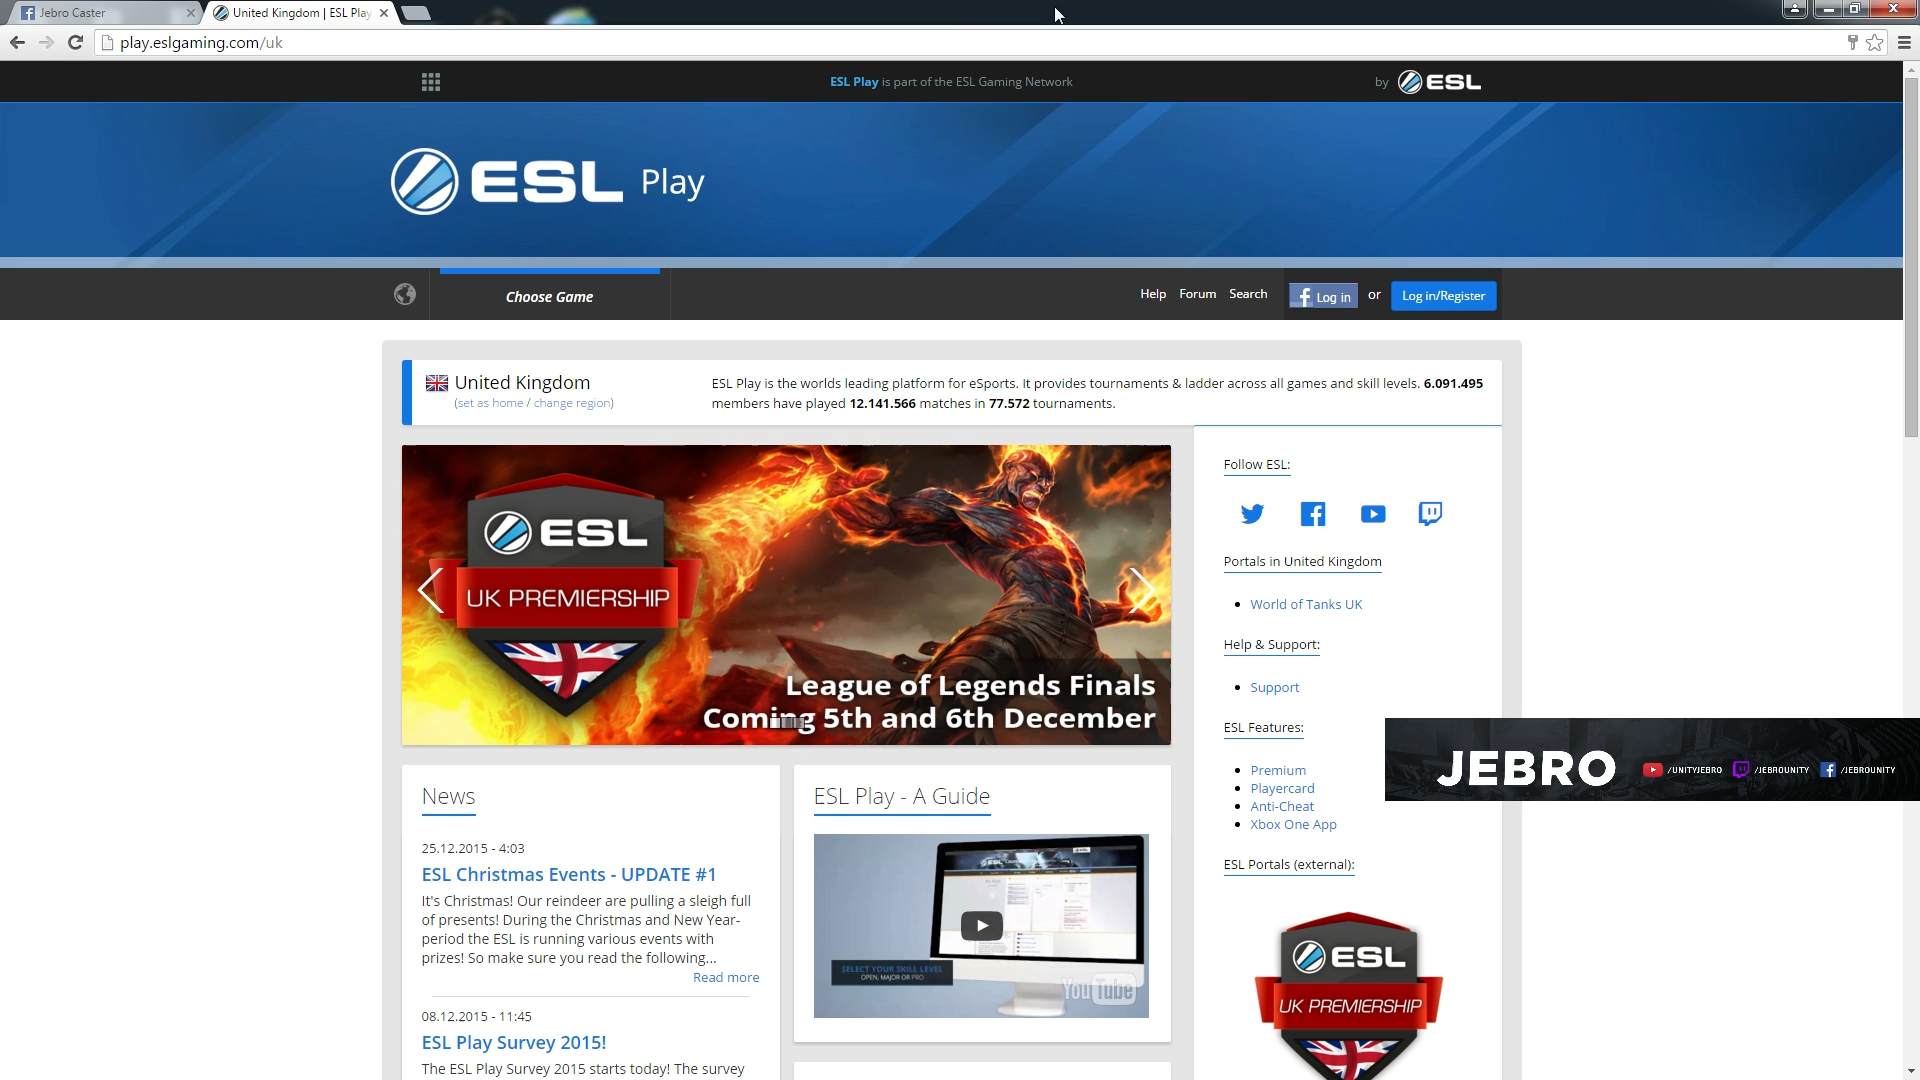 Jebro Caster
United Kingdom | ESL Play
play.eslgaming.com/uk
ESL Play is part of the ESL Gaming Network
by ESL
ESL Play
Choose Game
Help Forum Search
Log in or Log in/Register
United Kingdom
(set as home / change region)
ESL Play is the worlds leading platform for eSports. It provides tournaments & ladder across all games and skill levels. 6.091.495
members have played 12.141.566 matches in 77.572 tournaments.
ESL
UK PREMIERSHIP
League of Legends Finals
Coming 5th and 6th December
Follow ESL:
Portals in United Kingdom
World of Tanks UK
Help & Support:
Support
ESL Features:
Premium
Playercard
Anti-Cheat
Xbox One App
ESL Portals (external):
ESL
UK PREMIERSHIP
JEBRO
/UNITYJEBRO
/JEBROUNITY
/JEBROUNITY
News
25.12.2015 - 4:03
ESL Christmas Events - UPDATE #1
It's Christmas! Our reindeer are pulling a sleigh full
of presents! During the Christmas and New Year-
period the ESL is running various events with
prizes! So make sure you read the following...
Read more
08.12.2015 - 11:45
ESL Play Survey 2015!
The ESL Play Survey 2015 starts today! The survey
ESL Play - A Guide
SELECT YOUR SKILL LEVEL
OPEN, MAJOR OR PRO
YouTube